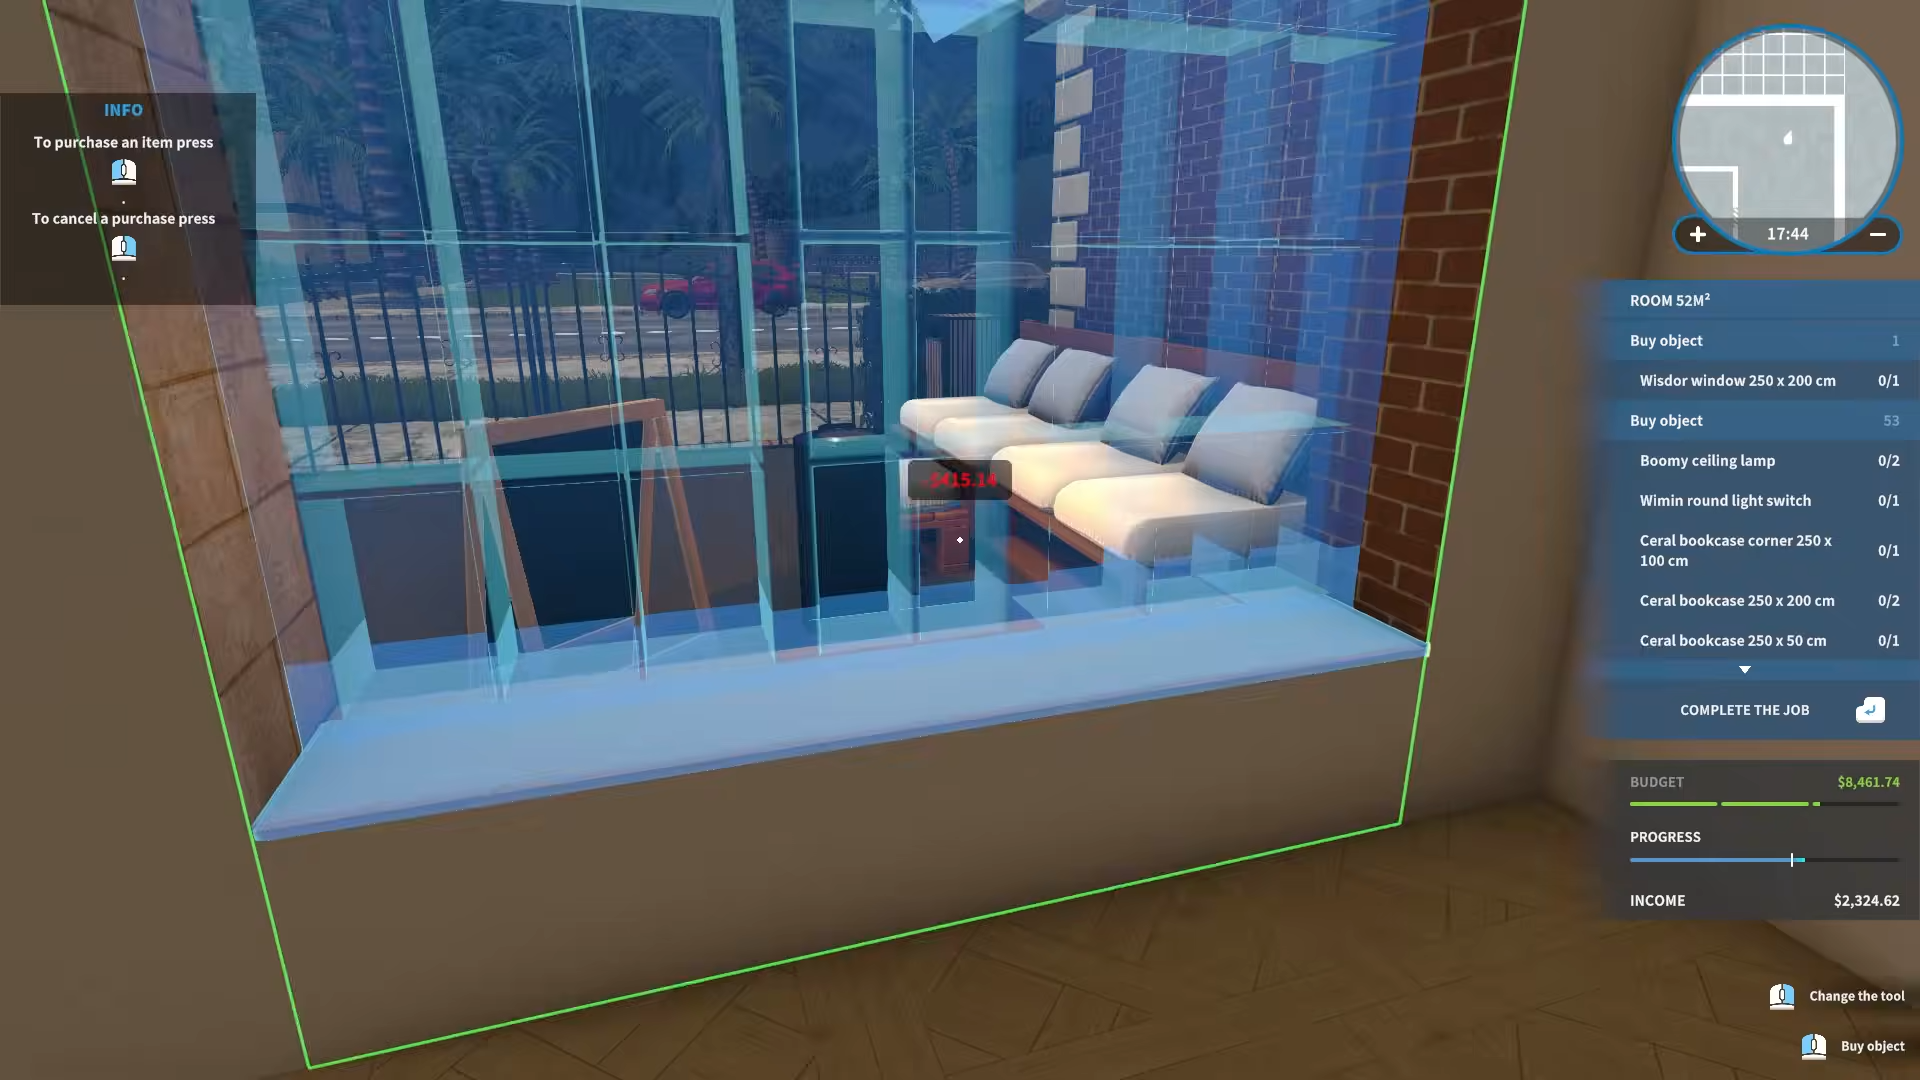 INFO
To purchase an item press
.
To cancel a purchase press
.
-$415.14
17:44
ROOM 52M²
Buy object 1
Wisdor window 250 x 200 cm 0/1
Buy object 53
Boomy ceiling lamp 0/2
Wimin round light switch 0/1
Ceral bookcase corner 250 x
100 cm 0/1
Ceral bookcase 250 x 200 cm 0/2
Ceral bookcase 250 x 50 cm 0/1
COMPLETE THE JOB
BUDGET $8,461.74
PROGRESS
INCOME $2,324.62
Change the tool
Buy object